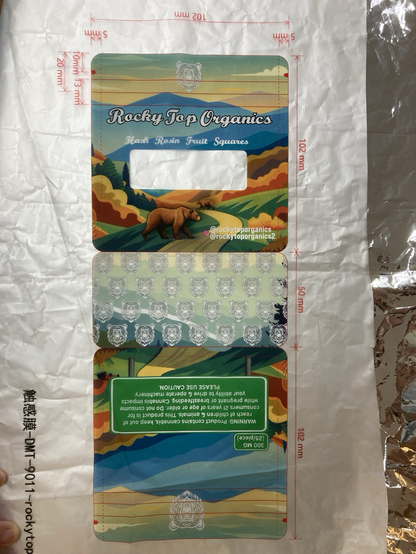 102 mm
5 mm
5 mm
10mm
13 mm
20 mm
Rocky Top Organics
Hash Rosin Fruit Squares
@rockytoporganics
@rockytoporganics2
102 mm
50 mm
102 mm
300 MG
(25/piece)
WARNING: Product contains cannabis, keep out of
reach of children & animals. This product is for
consumers 21 years of age or older. Do not consume
while pregnant or breastfeeding. Cannabis impacts
your ability to drive & operate machinery.
PLEASE USE CAUTION.
触感膜-DMT-9011-rockytop